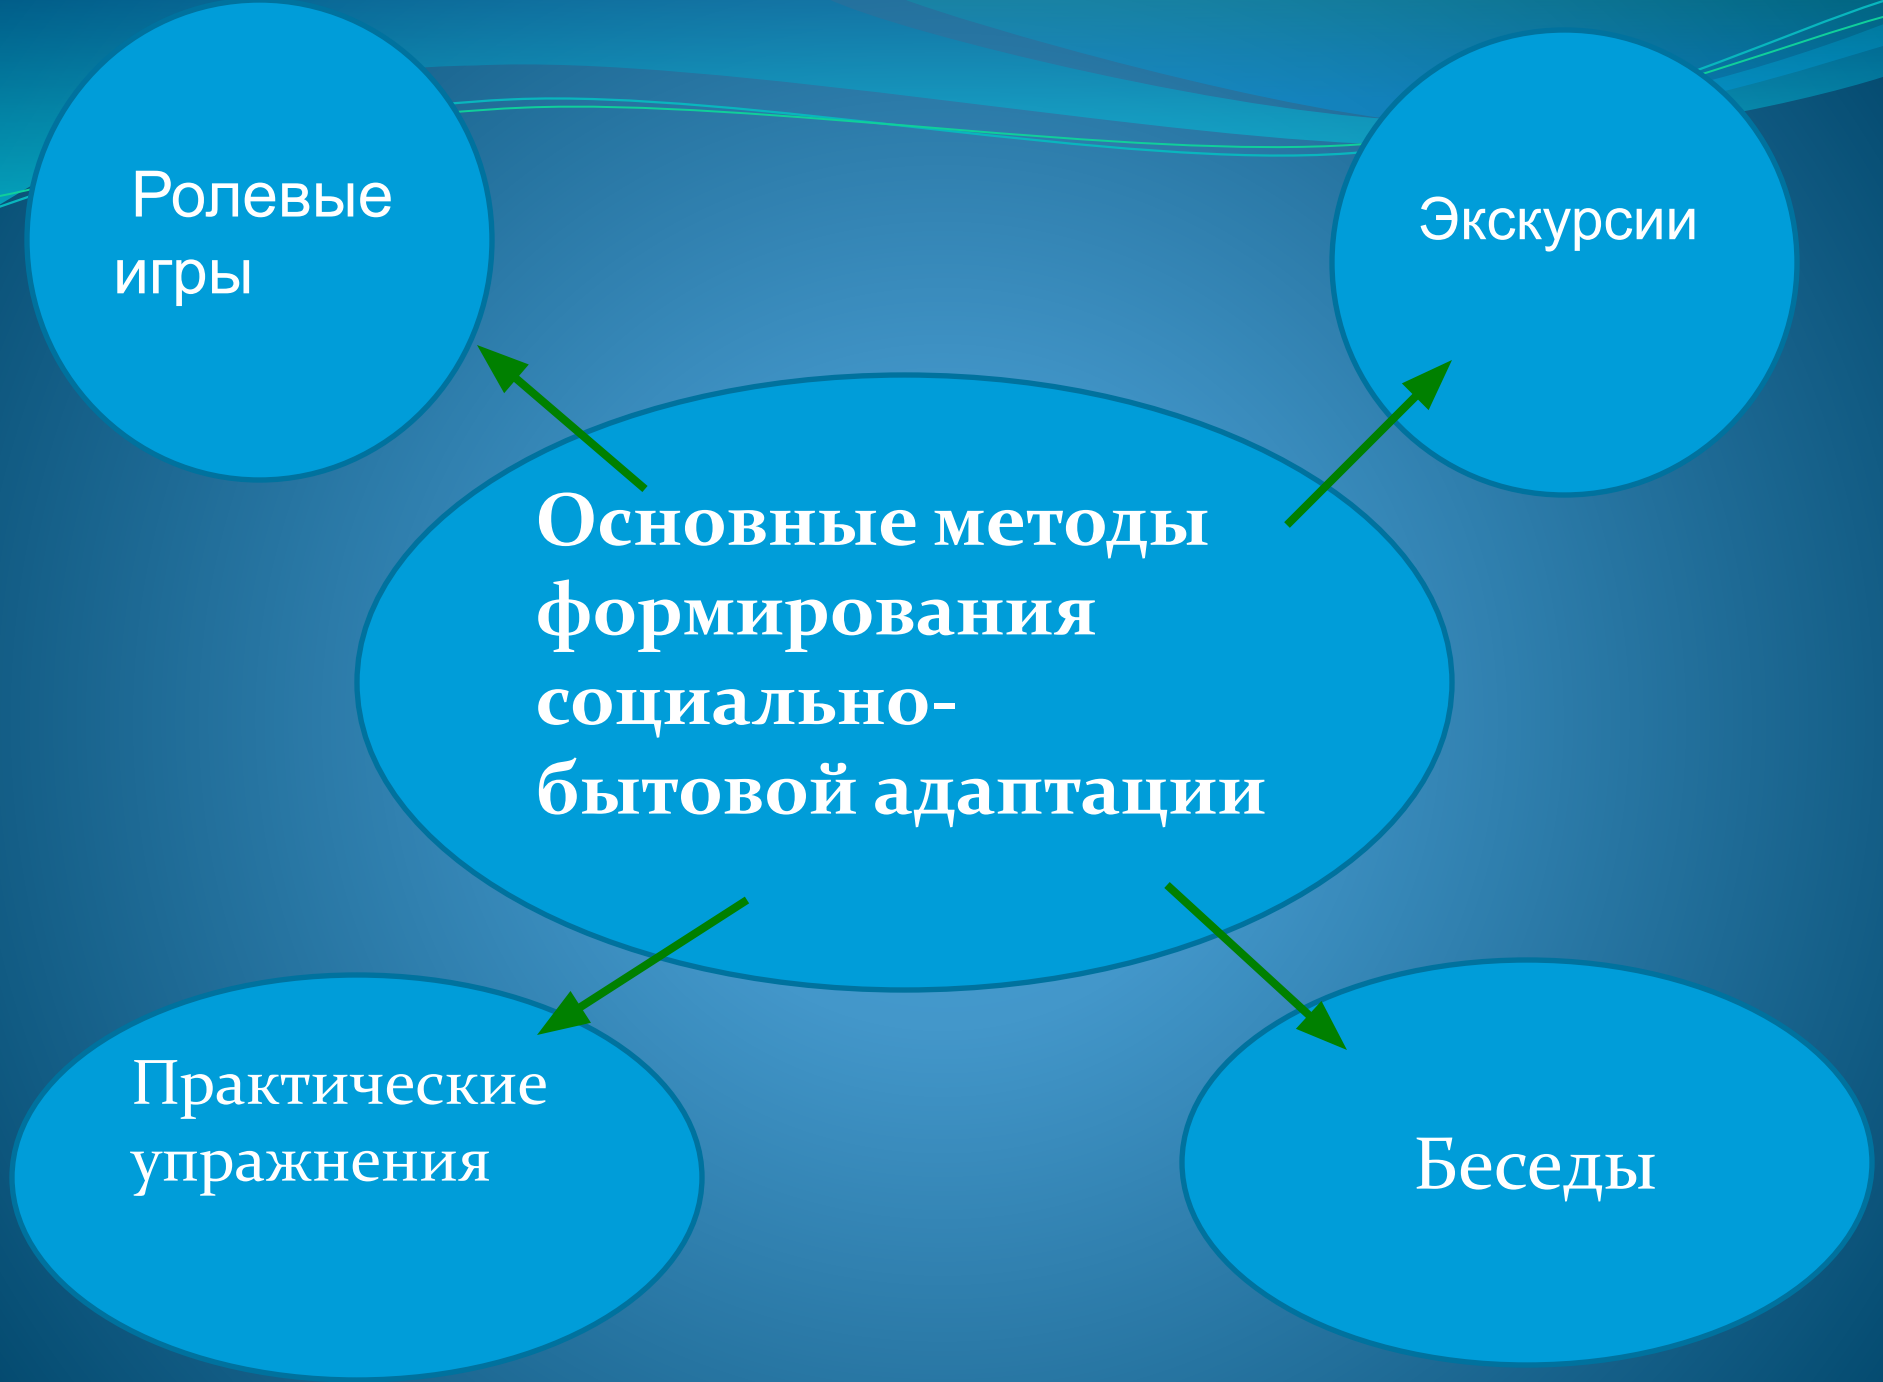 Ролевые
игры
Экскурсии
Основные методы
формирования
социально-
бытовой адаптации
Практические
упражнения
Беседы